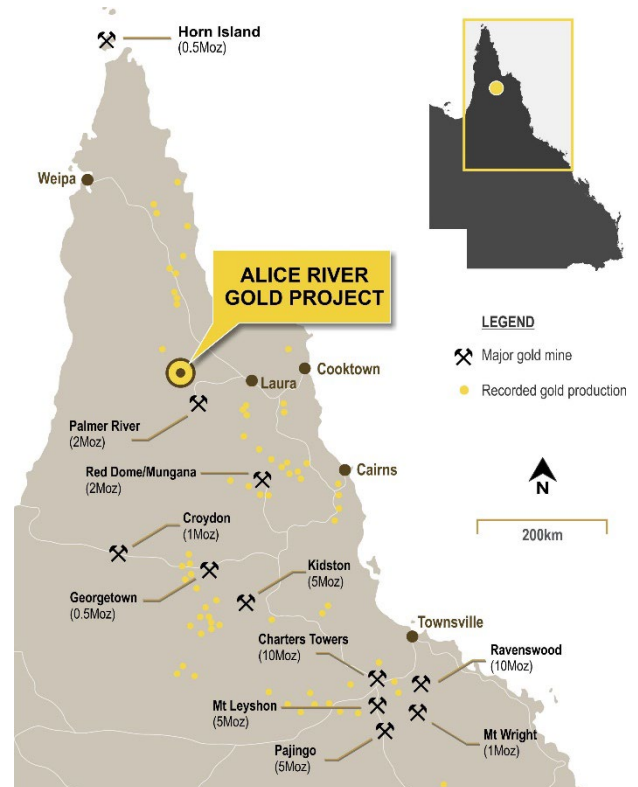 Horn Island
(0.5Moz)
Weipa
ALICE RIVER
GOLD PROJECT
LEGEND
Major gold mine
Recorded gold production
Cooktown
Laura
Palmer River
(2Moz)
Red Dome/Mungana
(2Moz)
Cairns
N
200km
Croydon
(1Moz)
Georgetown
(0.5Moz)
Kidston
(5Moz)
Townsville
Charters Towers
(10Moz)
Ravenswood
(10Moz)
Mt Leyshon
(5Moz)
Mt Wright
(1Moz)
Pajingo
(5Moz)